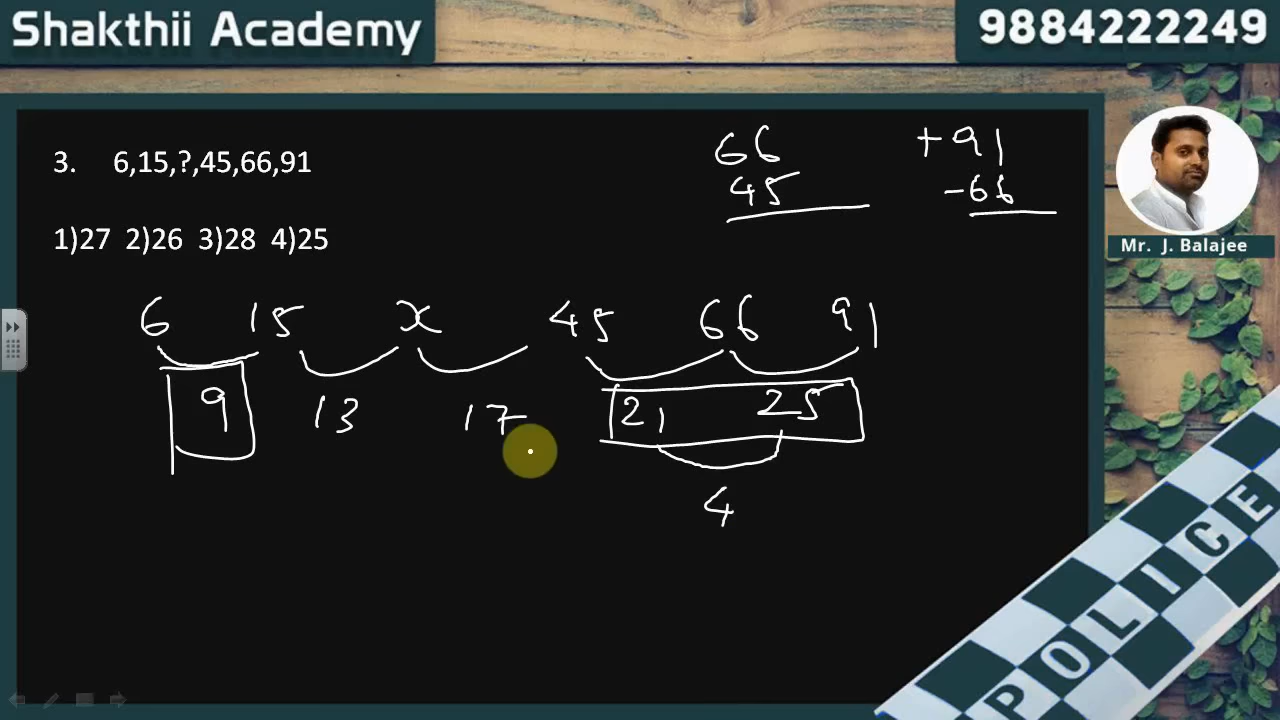 Shakthii Academy
9884222249
3. 6,15,?,45,66,91
1)27 2)26 3)28 4)25
66
45
+91
-66
Mr. J. Balajee
6 15 x 45 66 91
9 13 17 21 25
4
POLICE